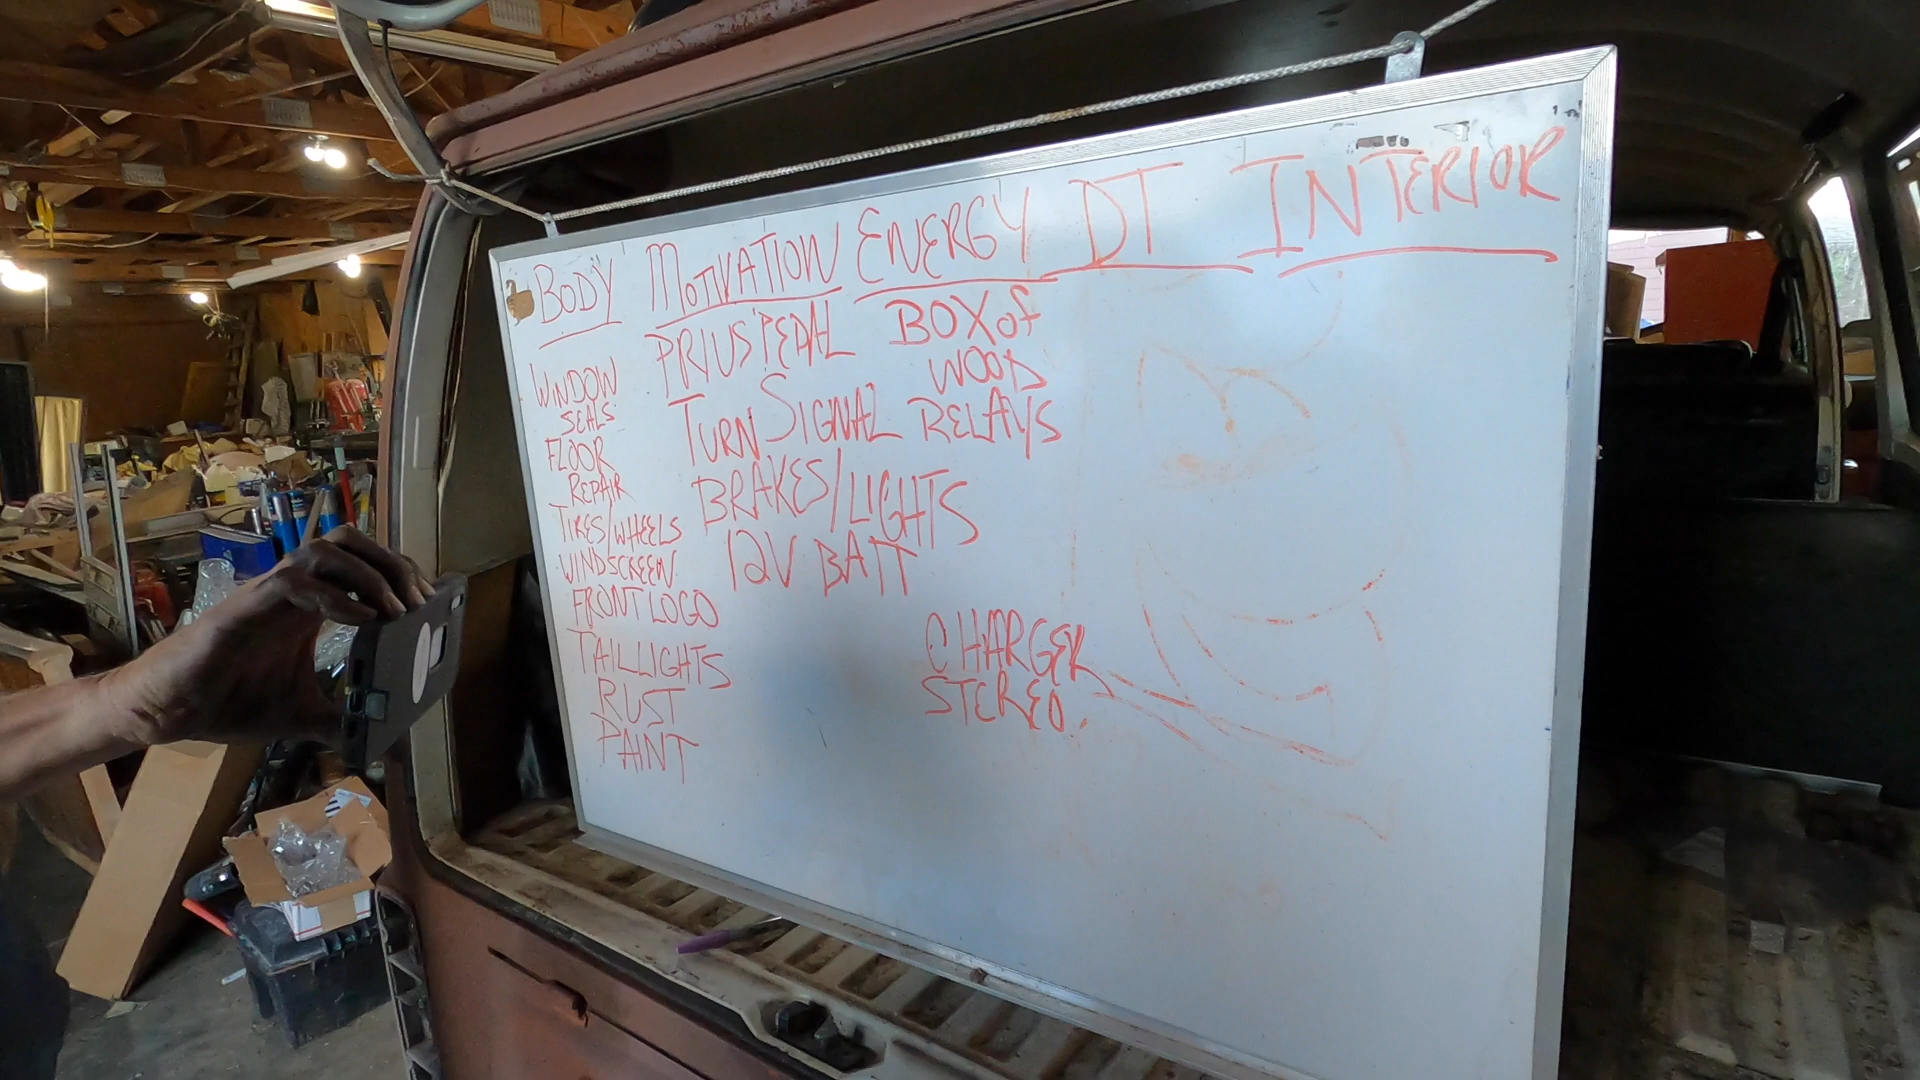 BODY MOTIVATION ENERGY DT INTERIOR
WINDOW
SEALS
FLOOR
REPAIR
TIRES/WHEELS
WINDSCREEN
FRONT LOGO
TAILLIGHTS
RUST
PAINT
PRIUS PEDAL
TURN SIGNAL
BRAKES/LIGHTS
12V BATT
BOX of
WOOD
RELAYS
CHARGER
STEREO